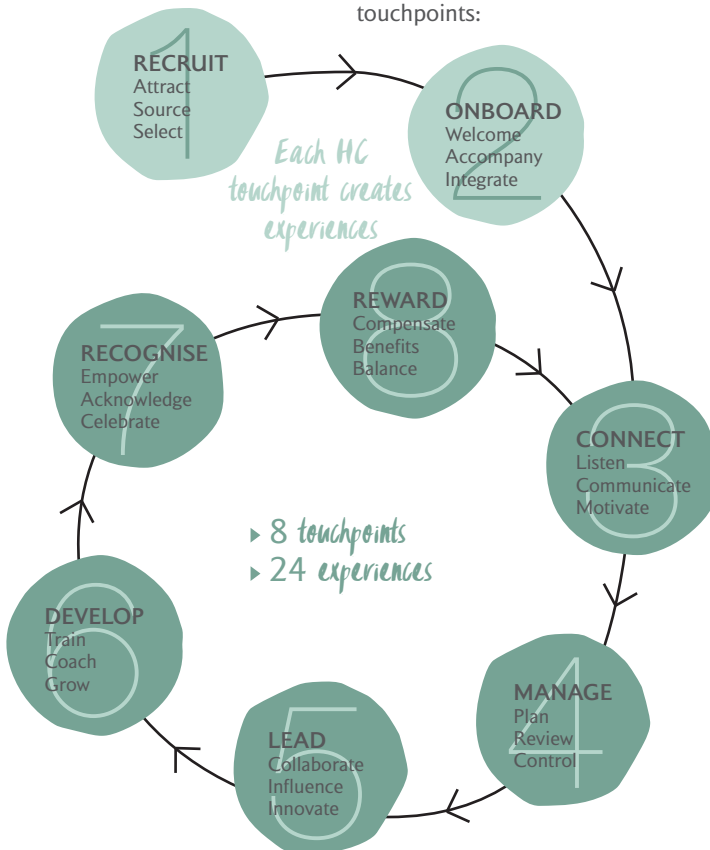 touchpoints:
1
RECRUIT
Attract
Source
Select
2
ONBOARD
Welcome
Accompany
Integrate
Each HC
touchpoint creates
experiences
3
CONNECT
Listen
Communicate
Motivate
4
MANAGE
Plan
Review
Control
5
LEAD
Collaborate
Influence
Innovate
6
DEVELOP
Train
Coach
Grow
7
RECOGNISE
Empower
Acknowledge
Celebrate
8
REWARD
Compensate
Benefits
Balance
▸ 8 touchpoints
▸ 24 experiences